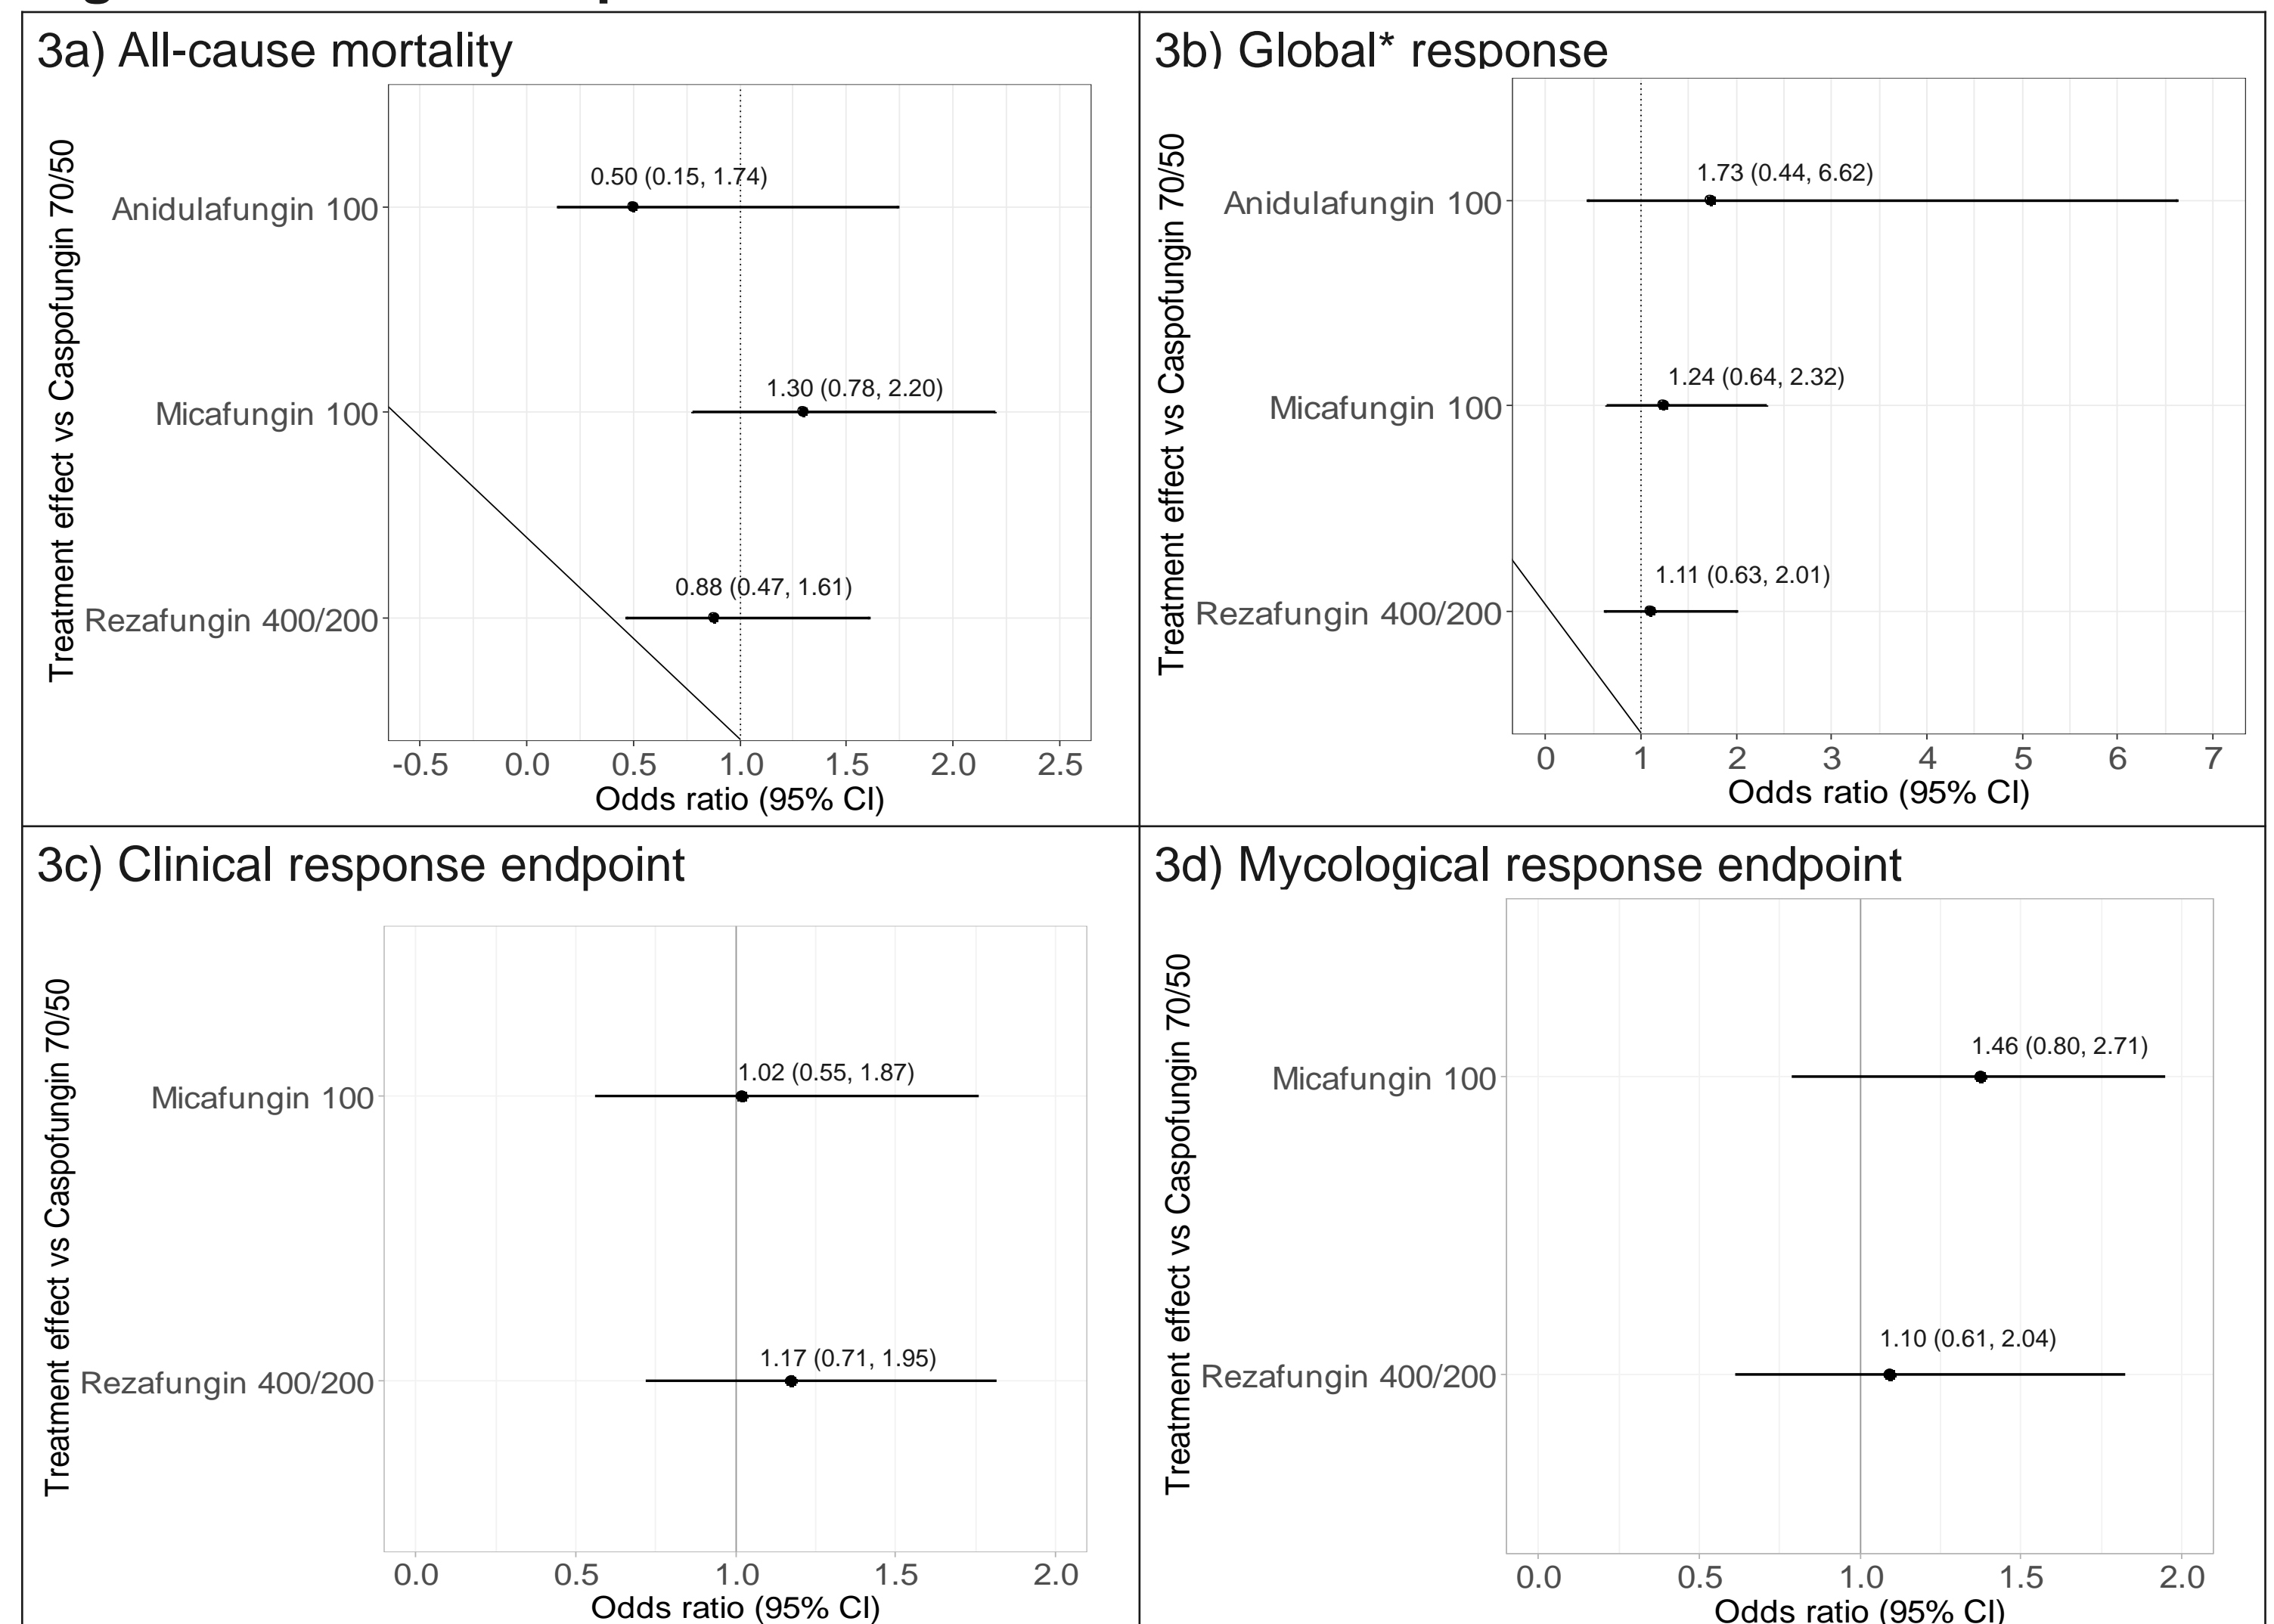 3a) All-cause mortality
Treatment effect vs Caspofungin 70/50
Anidulafungin 100
0.50 (0.15, 1.74)
Micafungin 100
1.30 (0.78, 2.20)
Rezafungin 400/200
0.88 (0.47, 1.61)
-0.5 0.0 0.5 1.0 1.5 2.0 2.5
Odds ratio (95% CI)
3b) Global* response
Treatment effect vs Caspofungin 70/50
Anidulafungin 100
1.73 (0.44, 6.62)
Micafungin 100
1.24 (0.64, 2.32)
Rezafungin 400/200
1.11 (0.63, 2.01)
0 1 2 3 4 5 6 7
Odds ratio (95% CI)
3c) Clinical response endpoint
Treatment effect vs Caspofungin 70/50
Micafungin 100
1.02 (0.55, 1.87)
Rezafungin 400/200
1.17 (0.71, 1.95)
0.0 0.5 1.0 1.5 2.0
Odds ratio (95% CI)
3d) Mycological response endpoint
Treatment effect vs Caspofungin 70/50
Micafungin 100
1.46 (0.80, 2.71)
Rezafungin 400/200
1.10 (0.61, 2.04)
0.0 0.5 1.0 1.5 2.0
Odds ratio (95% CI)